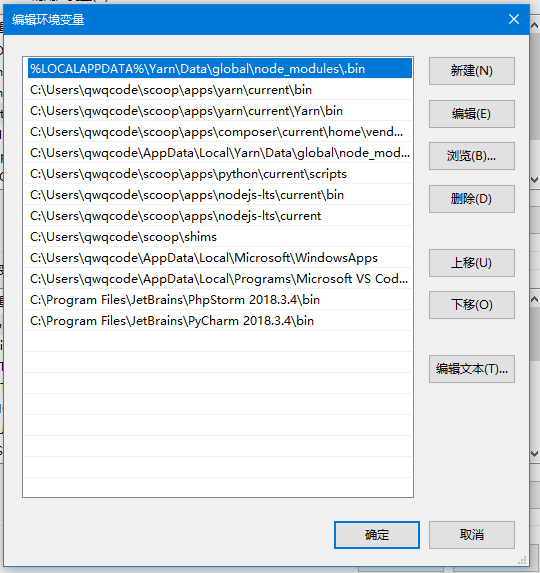 编辑环境变量
%LOCALAPPDATA%\Yarn\Data\global\node_modules\.bin
C:\Users\qwqcode\scoop\apps\yarn\current\bin
C:\Users\qwqcode\scoop\apps\yarn\current\Yarn\bin
C:\Users\qwqcode\scoop\apps\composer\current\home\vend...
C:\Users\qwqcode\AppData\Local\Yarn\Data\global\node_mod...
C:\Users\qwqcode\scoop\apps\python\current\scripts
C:\Users\qwqcode\scoop\apps\nodejs-lts\current\bin
C:\Users\qwqcode\scoop\apps\nodejs-lts\current
C:\Users\qwqcode\scoop\shims
C:\Users\qwqcode\AppData\Local\Microsoft\WindowsApps
C:\Users\qwqcode\AppData\Local\Programs\Microsoft VS Cod...
C:\Program Files\JetBrains\PhpStorm 2018.3.4\bin
C:\Program Files\JetBrains\PyCharm 2018.3.4\bin
新建(N)
编辑(E)
浏览(B)...
删除(D)
上移(U)
下移(O)
编辑文本(T)...
确定
取消